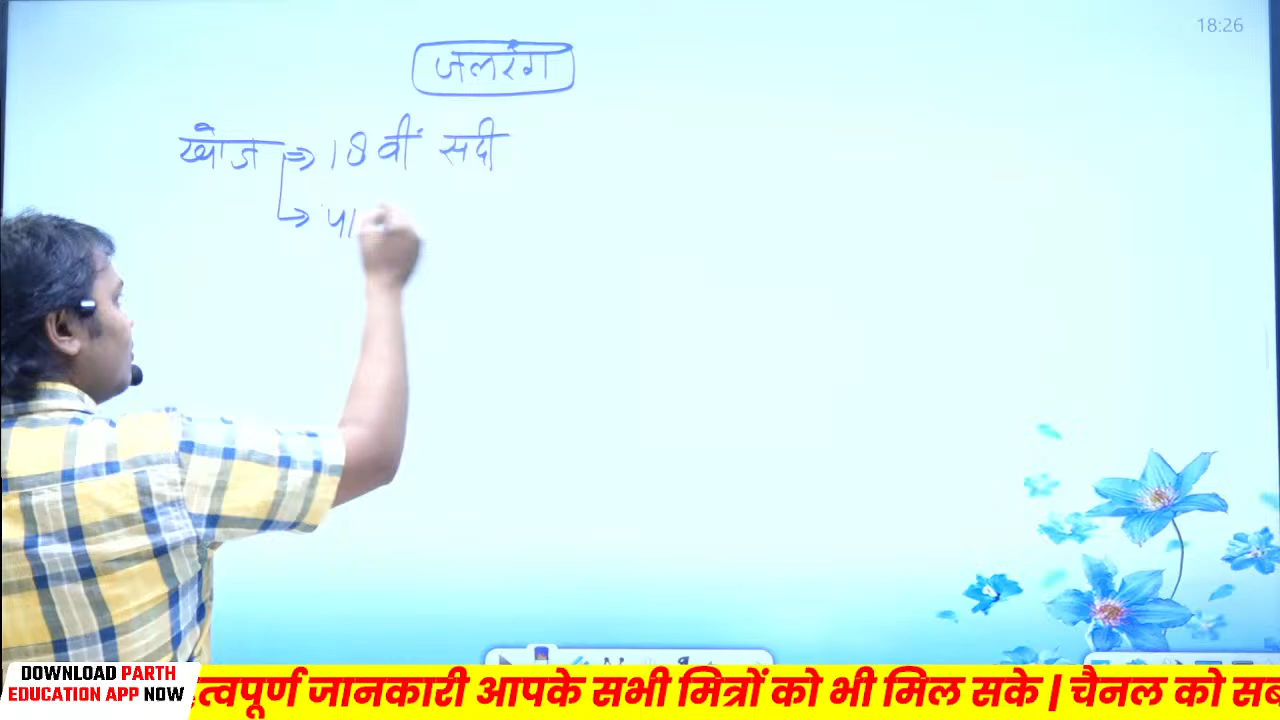 18:26
जलरंग
खोज ⇒ 18वीं सदी
→ पा
DOWNLOAD PARTH
EDUCATION APP NOW
त्वपूर्ण जानकारी आपके सभी मित्रों को भी मिल सके | चैनल को सब